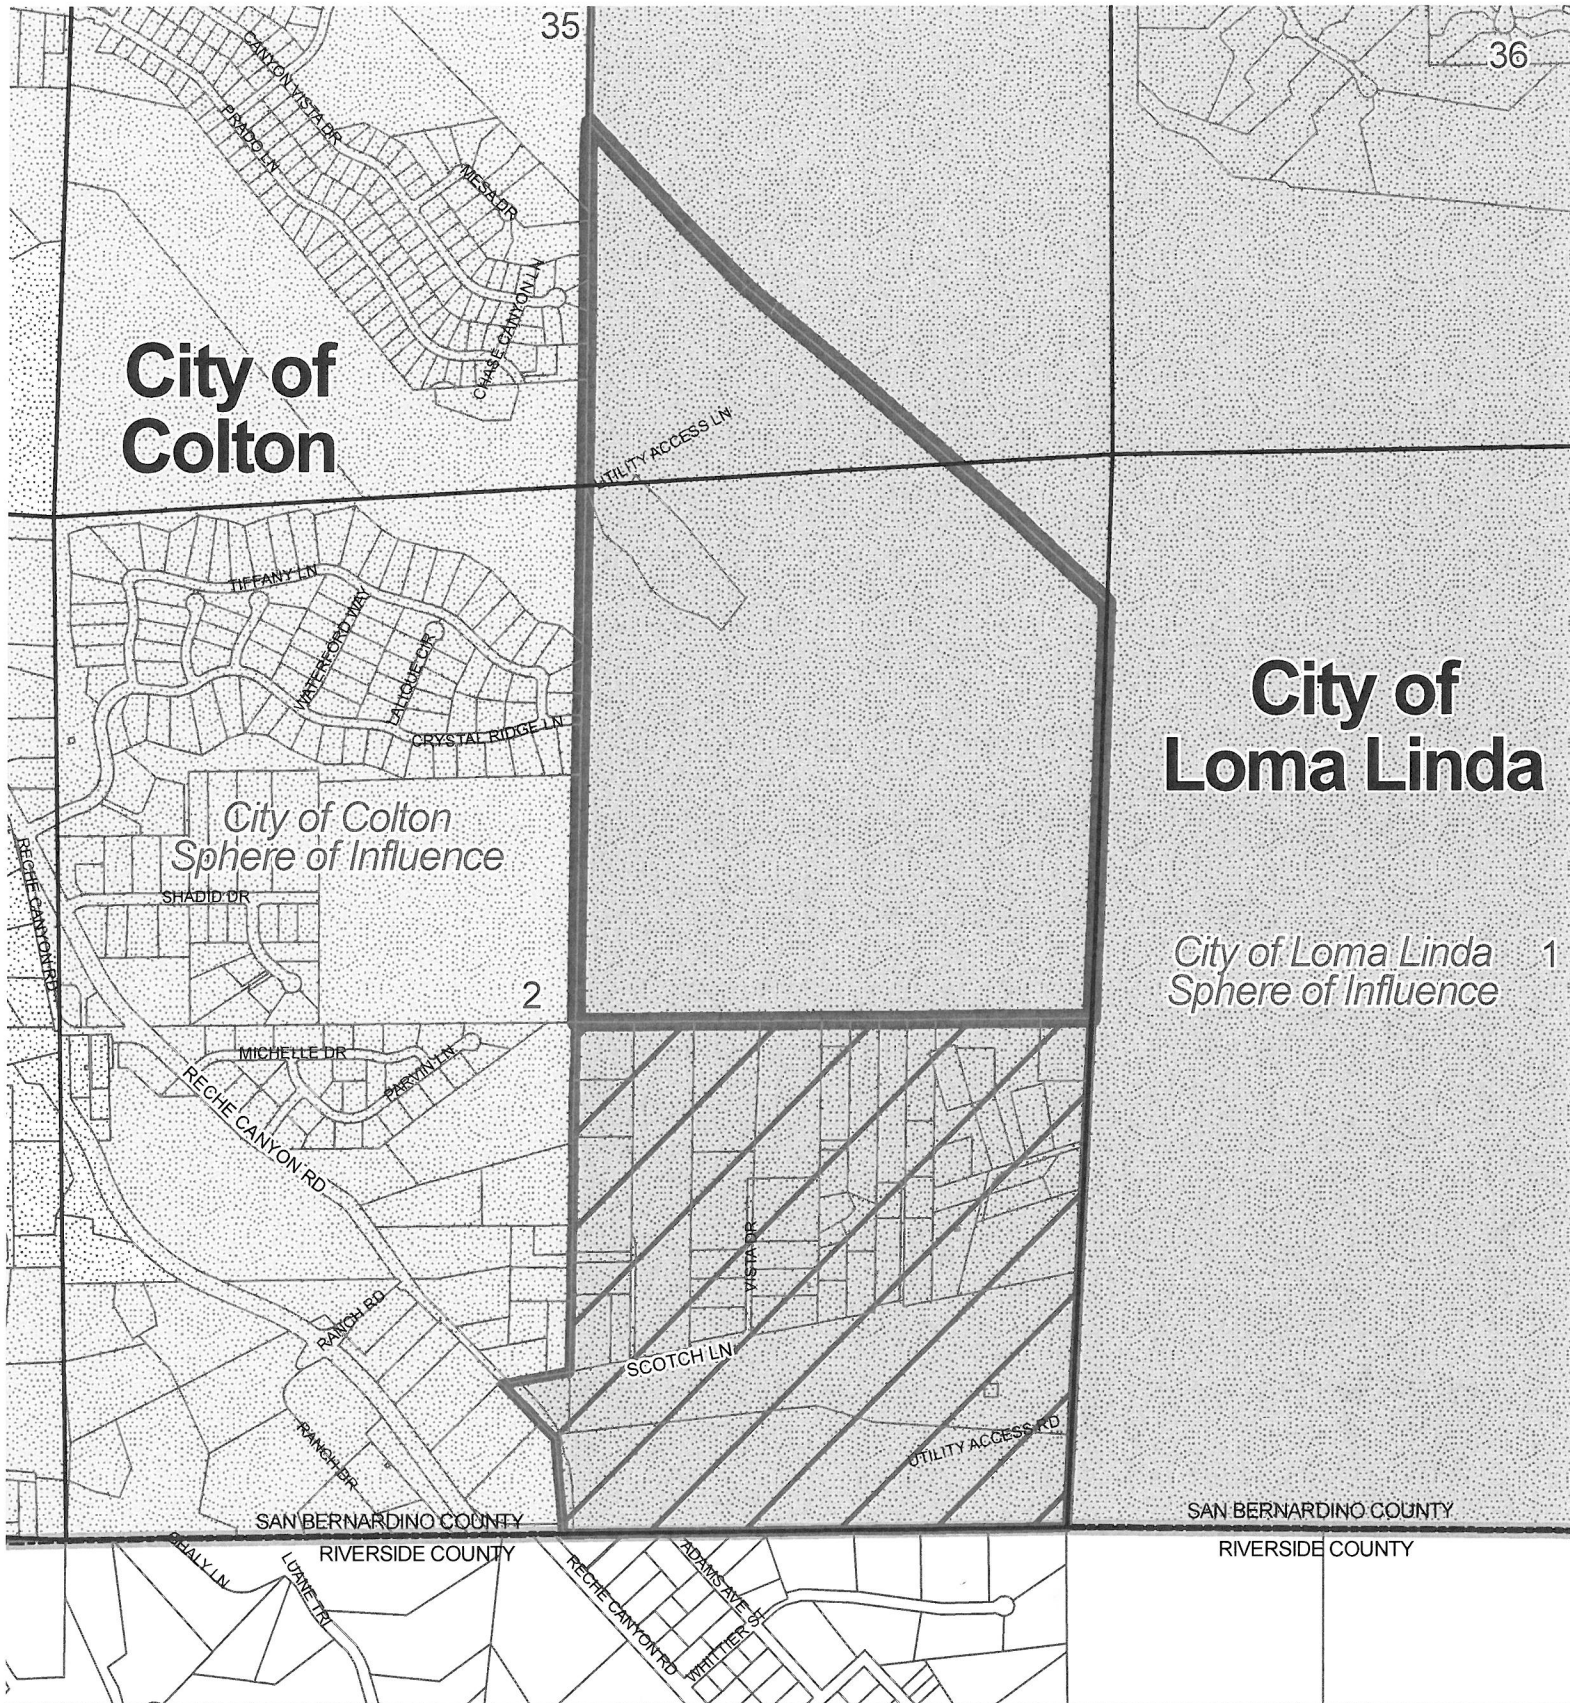 35
36
CANYON VISTA DR
PRADO LN
MESA DR
CHASE CANYON LN
City of
Colton
UTILITY ACCESS LN
TIFFANY LN
WATERFORD WAY
LALIQUE CIR
CRYSTAL RIDGE LN
City of
Loma Linda
City of Colton
Sphere of Influence
RECHE CANYON RD
SHADID DR
2
City of Loma Linda
Sphere of Influence
1
MICHELLE DR
PARVIN LN
RECHE CANYON RD
VISTA DR
RANCH RD
SCOTCH LN
RANCH DR
UTILITY ACCESS RD
SAN BERNARDINO COUNTY
RIVERSIDE COUNTY
SAN BERNARDINO COUNTY
RIVERSIDE COUNTY
DHALY LN
LUANE TRL
RECHE CANYON RD
ADAMS AVE
WHITTIER ST